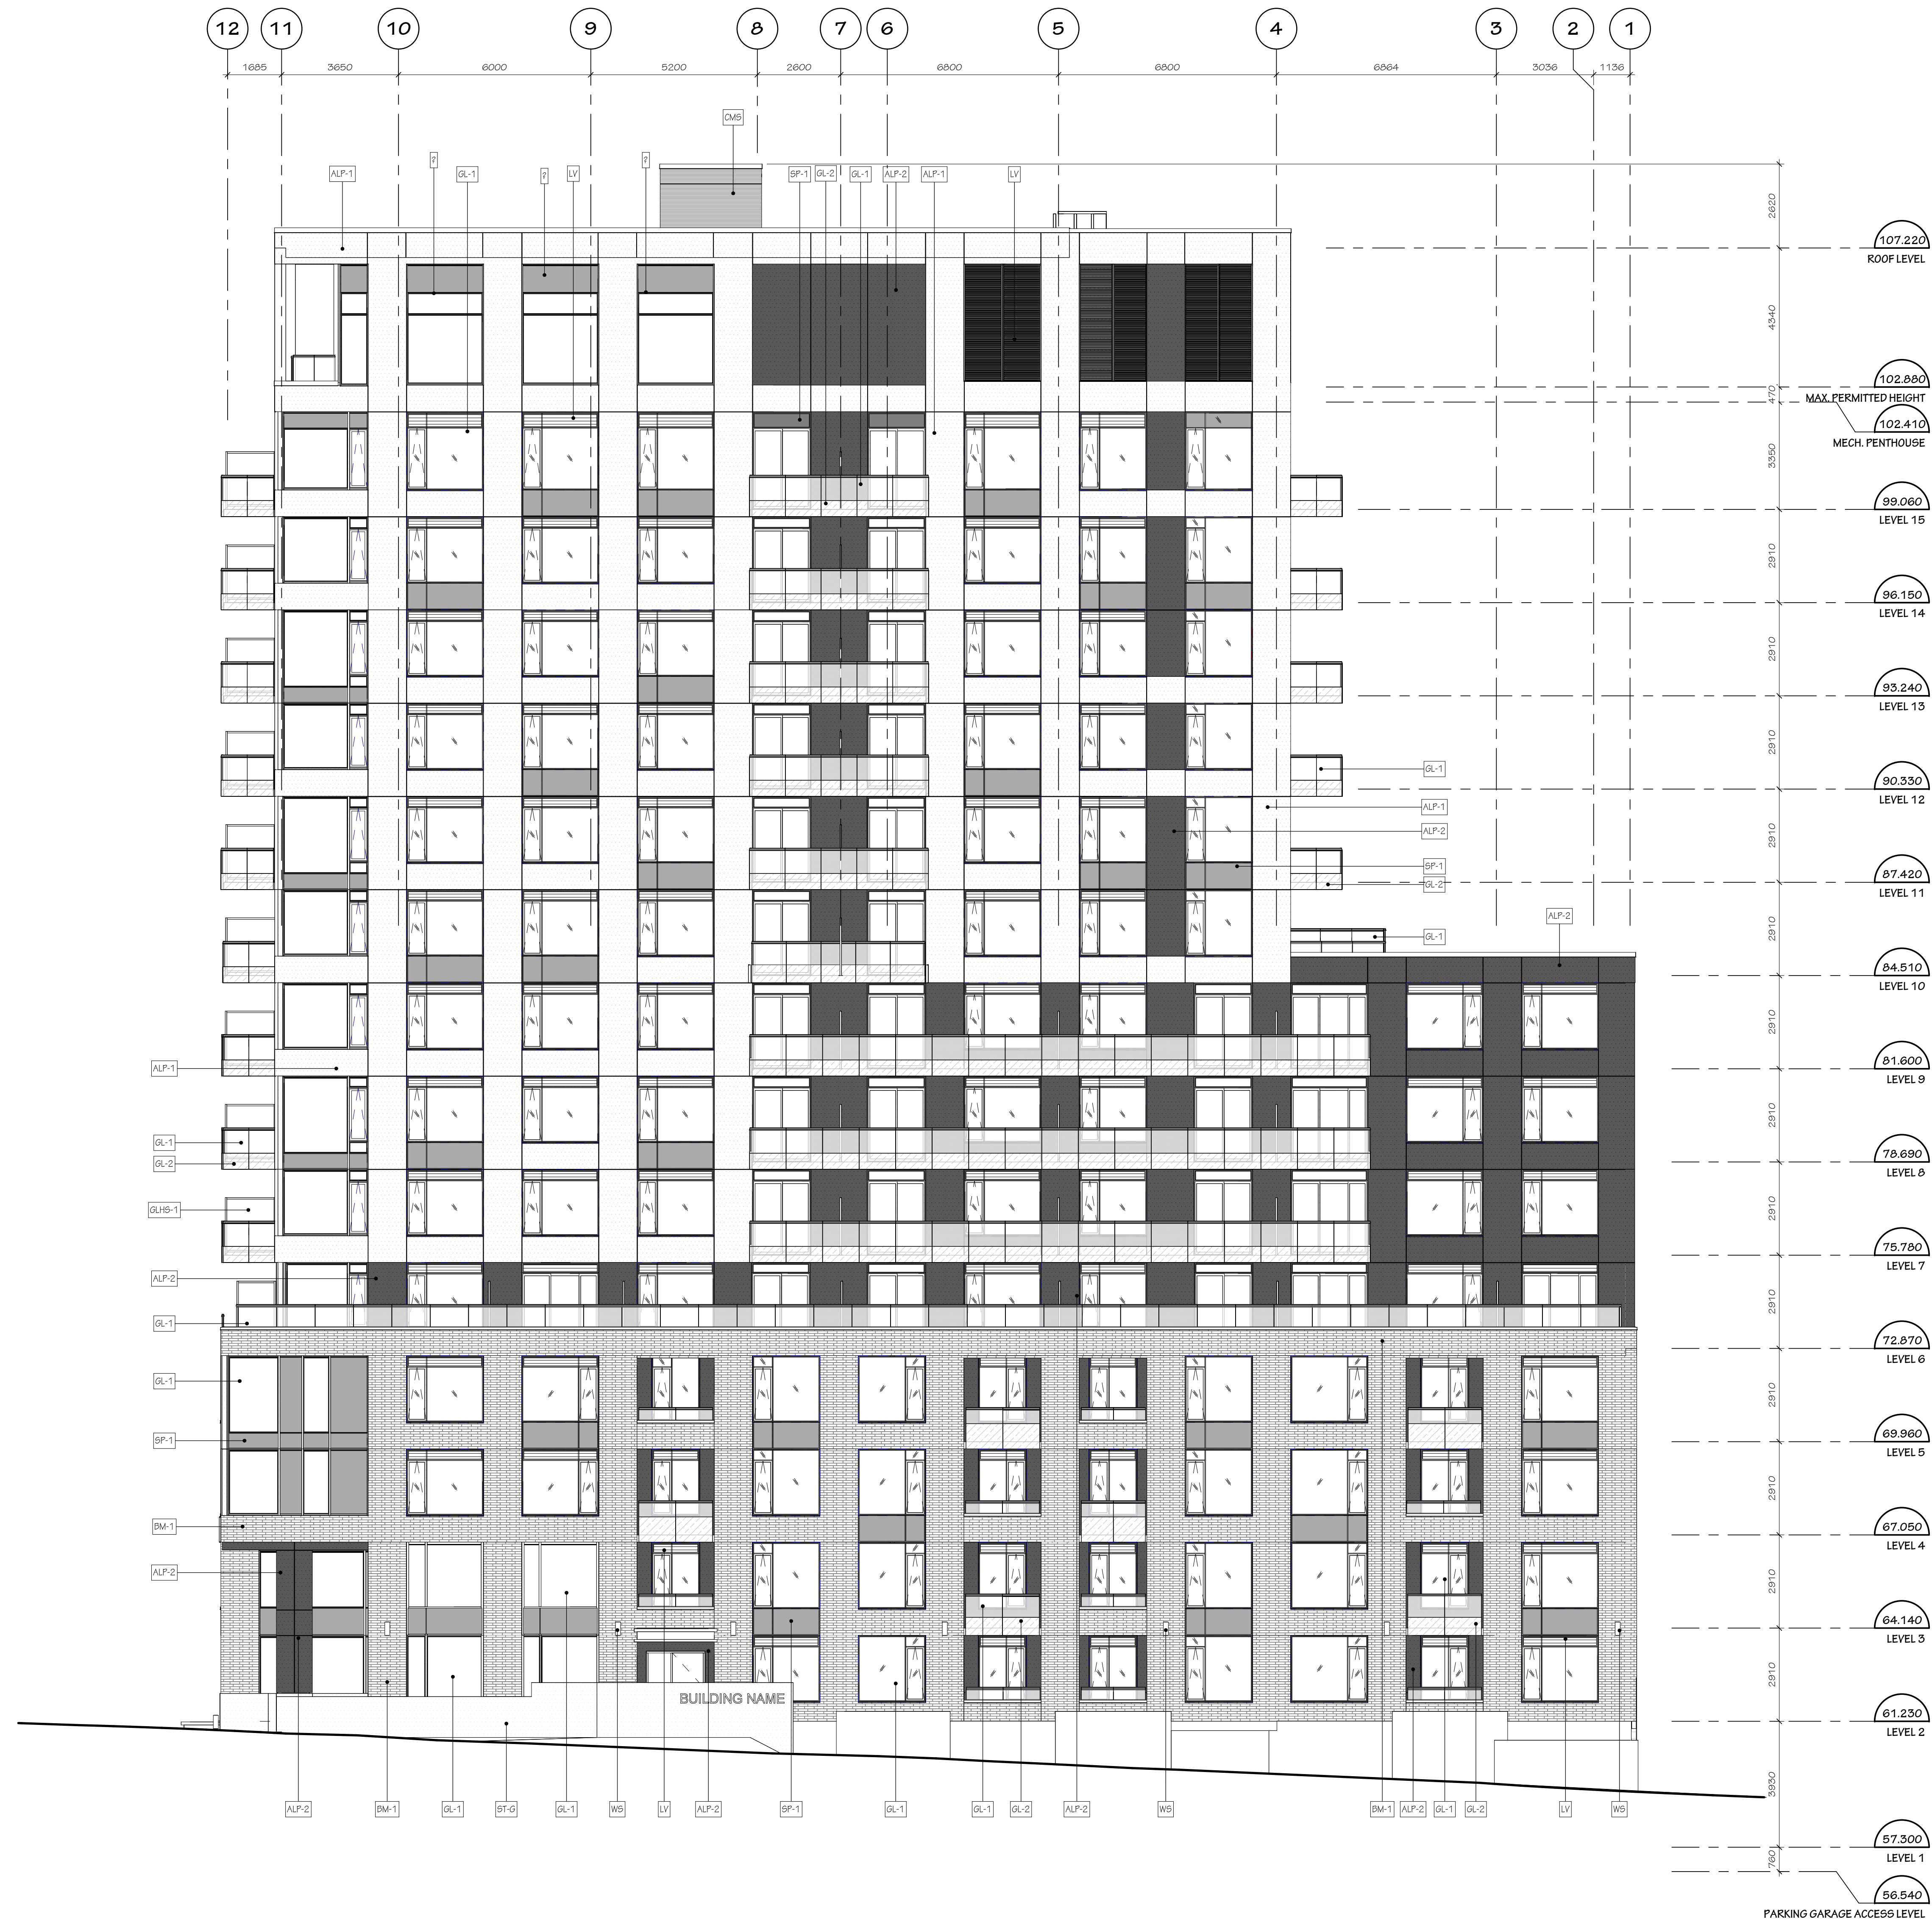 12 11 10 9 8 7 6 5 4 3 2 1
1685 3650 6000 5200 2600 6800 6800 6864 3036 1136
CMS
? ?
ALP-1 GL-1 ? LV SP-1 GL-2 GL-1 ALP-2 ALP-1 LV
2620
107.220
ROOF LEVEL
4340
102.880
MAX. PERMITTED HEIGHT
470
102.410
MECH. PENTHOUSE
3350
99.060
LEVEL 15
2910
96.150
LEVEL 14
2910
93.240
LEVEL 13
2910
GL-1
90.330
LEVEL 12
ALP-1
ALP-2
2910
SP-1
GL-2
87.420
LEVEL 11
ALP-2
2910
GL-1
84.510
LEVEL 10
2910
ALP-1
81.600
LEVEL 9
2910
GL-1
GL-2
78.690
LEVEL 8
GLHS-1
2910
75.780
LEVEL 7
ALP-2
2910
GL-1
72.870
LEVEL 6
GL-1
2910
SP-1
69.960
LEVEL 5
2910
BM-1
67.050
LEVEL 4
ALP-2
2910
64.140
LEVEL 3
2910
BUILDING NAME
61.230
LEVEL 2
3930
ALP-2 BM-1 GL-1 ST-G GL-1 WS LV ALP-2 SP-1 GL-1 GL-1 GL-2 ALP-2 WS BM-1 ALP-2 GL-1 GL-2 LV WS
57.300
LEVEL 1
760
56.540
PARKING GARAGE ACCESS LEVEL